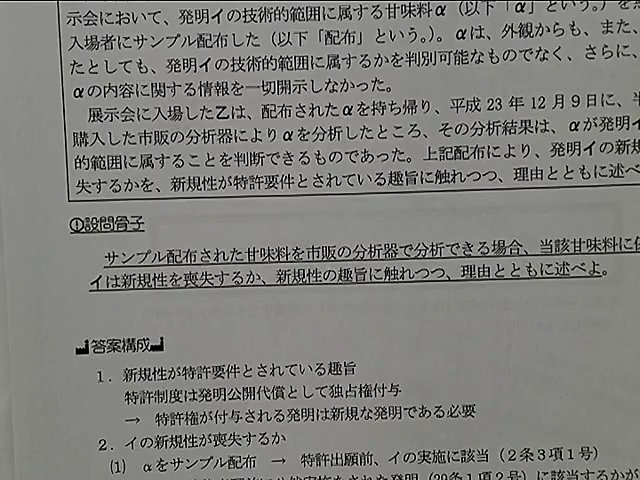 示会において、発明イの技術的範囲に属する甘味料α（以下「α」という。）を
入場者にサンプル配布した（以下「配布」という。）。αは、外観からも、また、
たとしても、発明イの技術的範囲に属するかを判別可能なものでなく、さらに、
αの内容に関する情報を一切開示しなかった。
展示会に入場した乙は、配布されたαを持ち帰り、平成 23 年 12 月 9 日に、
購入した市販の分析器によりαを分析したところ、その分析結果は、αが発明イ
的範囲に属することを判断できるものであった。上記配布により、発明イの新規
失するかを、新規性が特許要件とされている趣旨に触れつつ、理由とともに述べ
①設問骨子
サンプル配布された甘味料を市販の分析器で分析できる場合、当該甘味料に
イは新規性を喪失するか、新規性の趣旨に触れつつ、理由とともに述べよ。
答案構成
１．新規性が特許要件とされている趣旨
特許制度は発明公開代償として独占権付与
→ 特許権が付与される発明は新規な発明である必要
２．イの新規性が喪失するか
(1) αをサンプル配布 → 特許出願前、イの実施に該当（２条３項１号）